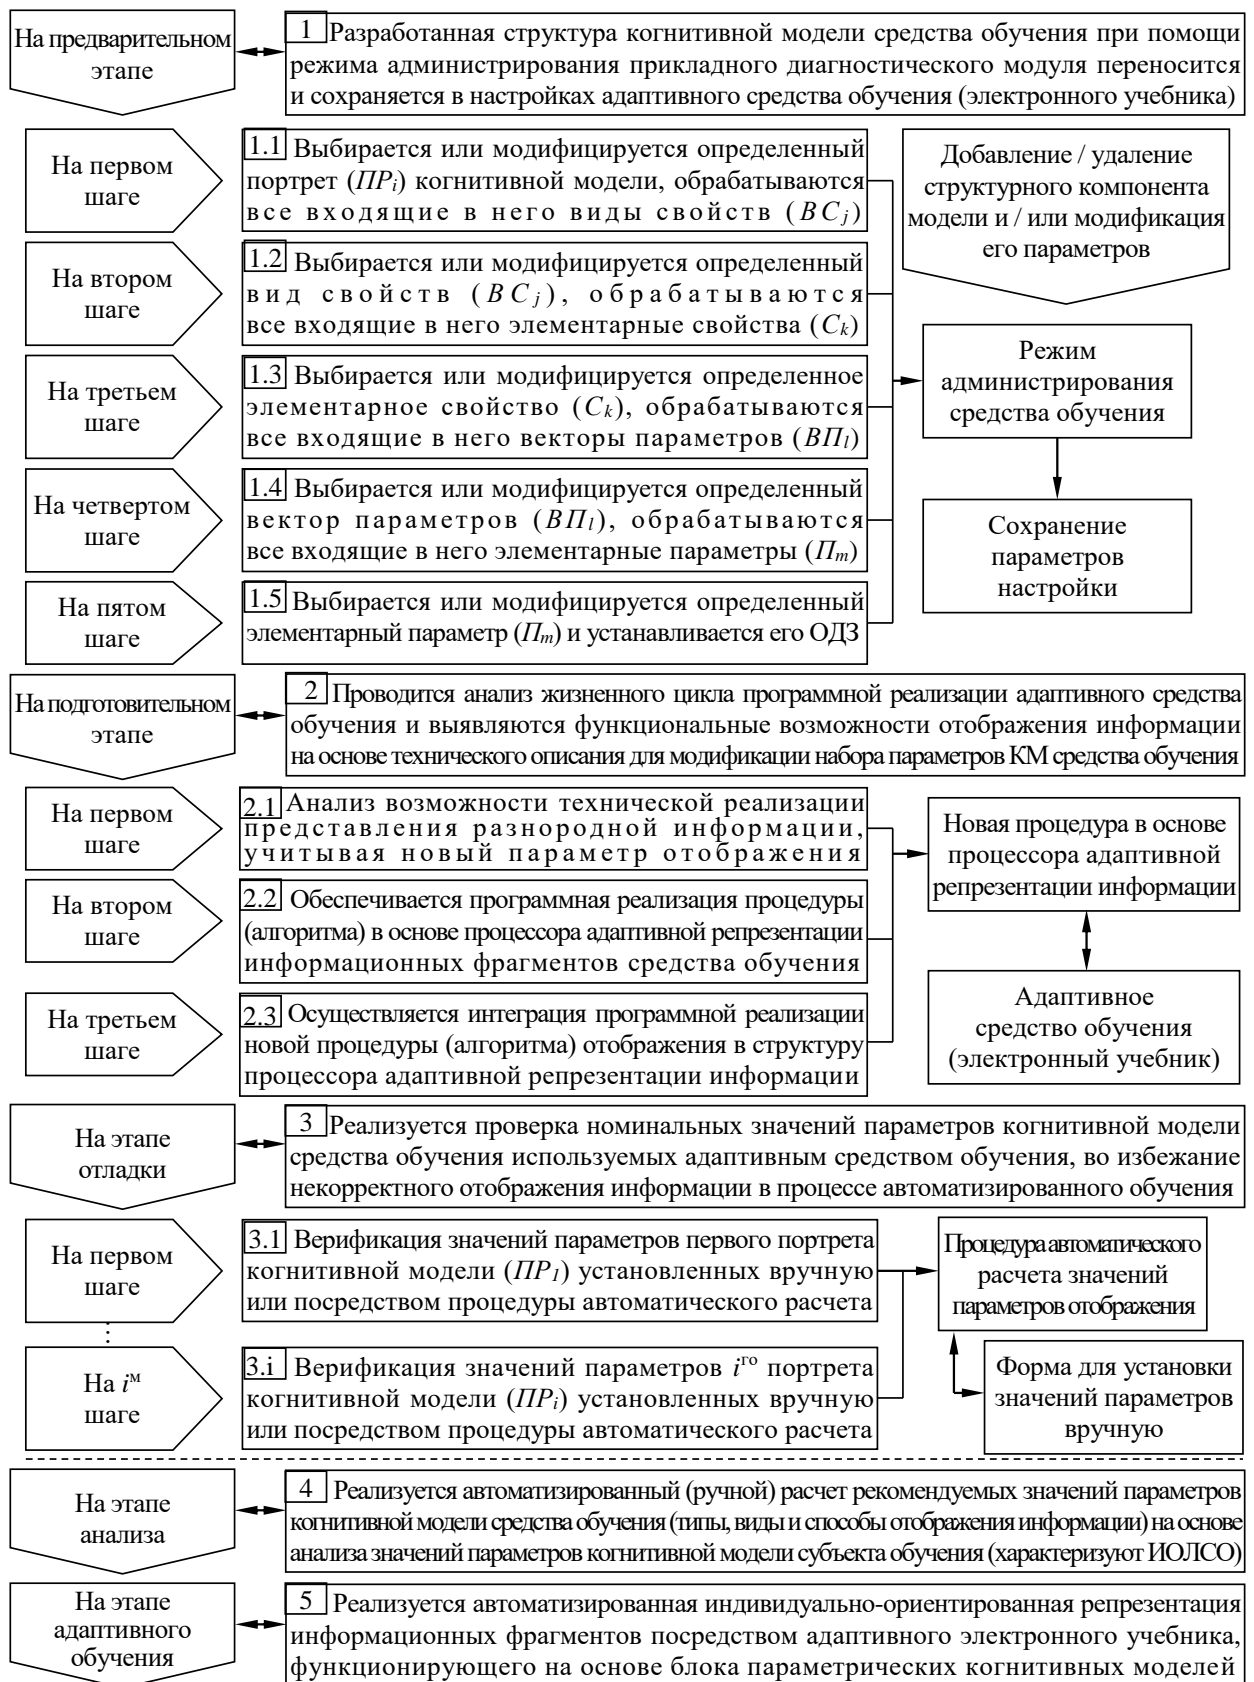 На предварительном
этапе
1 Разработанная структура когнитивной модели средства обучения при помощи
режима администрирования прикладного диагностического модуля переносится
и сохраняется в настройках адаптивного средства обучения (электронного учебника)
На первом
шаге
1.1 Выбирается или модифицируется определенный
портрет (ПР_i) когнитивной модели, обрабатываются
все входящие в него виды свойств (ВС_j)
Добавление / удаление
структурного компонента
модели и / или модификация
его параметров
На втором
шаге
1.2 Выбирается или модифицируется определенный
вид свойств (ВС_j), обрабатываются
все входящие в него элементарные свойства (С_k)
Режим
администрирования
средства обучения
На третьем
шаге
1.3 Выбирается или модифицируется определенное
элементарное свойство (С_k), обрабатываются
все входящие в него векторы параметров (ВП_l)
На четвертом
шаге
1.4 Выбирается или модифицируется определенный
вектор параметров (ВП_l), обрабатываются
все входящие в него элементарные параметры (П_m)
Сохранение
параметров
настройки
На пятом
шаге
1.5 Выбирается или модифицируется определенный
элементарный параметр (П_m) и устанавливается его ОДЗ
На подготовительном
этапе
2 Проводится анализ жизненного цикла программной реализации адаптивного средства
обучения и выявляются функциональные возможности отображения информации
на основе технического описания для модификации набора параметров КМ средства обучения
На первом
шаге
2.1 Анализ возможности технической реализации
представления разнородной информации,
учитывая новый параметр отображения
Новая процедура в основе
процессора адаптивной
репрезентации информации
На втором
шаге
2.2 Обеспечивается программная реализация процедуры
(алгоритма) в основе процессора адаптивной репрезентации
информационных фрагментов средства обучения
На третьем
шаге
2.3 Осуществляется интеграция программной реализации
новой процедуры (алгоритма) отображения в структуру
процессора адаптивной репрезентации информации
Адаптивное
средство обучения
(электронный учебник)
На этапе
отладки
3 Реализуется проверка номинальных значений параметров когнитивной модели
средства обучения используемых адаптивным средством обучения, во избежание
некорректного отображения информации в процессе автоматизированного обучения
На первом
шаге
3.1 Верификация значений параметров первого портрета
когнитивной модели (ПР_1) установленных вручную
или посредством процедуры автоматического расчета
Процедура автоматического
расчета значений
параметров отображения
⋮
На i^м
шаге
3.i Верификация значений параметров i^го портрета
когнитивной модели (ПР_i) установленных вручную
или посредством процедуры автоматического расчета
Форма для установки
значений параметров
вручную
На этапе
анализа
4 Реализуется автоматизированный (ручной) расчет рекомендуемых значений параметров
когнитивной модели средства обучения (типы, виды и способы отображения информации) на основе
анализа значений параметров когнитивной модели субъекта обучения (характеризуют ИОЛСО)
На этапе
адаптивного
обучения
5 Реализуется автоматизированная индивидуально-ориентированная репрезентация
информационных фрагментов посредством адаптивного электронного учебника,
функционирующего на основе блока параметрических когнитивных моделей